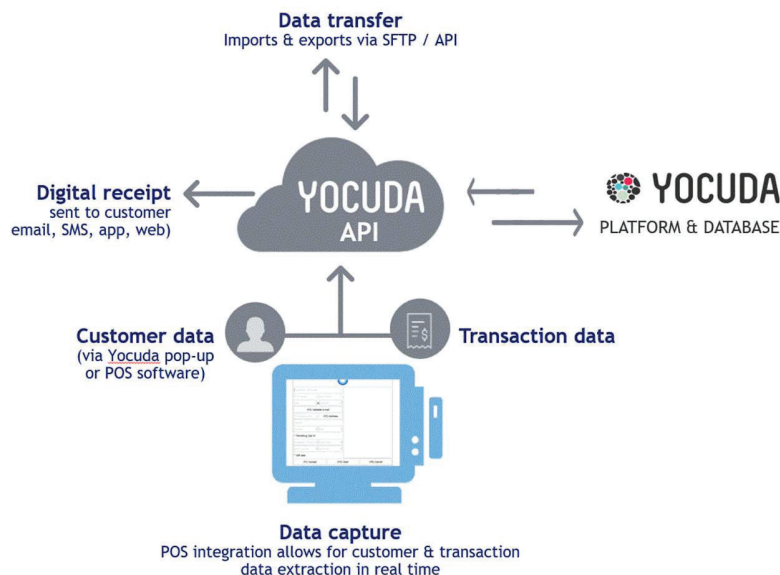 Data transfer
Imports & exports via SFTP / API
Digital receipt
sent to customer
email, SMS, app, web)
YOCUDA
API
YOCUDA
PLATFORM & DATABASE
Customer data
(via Yocuda pop-up
or POS software)
Transaction data
$
Data capture
POS integration allows for customer & transaction
data extraction in real time